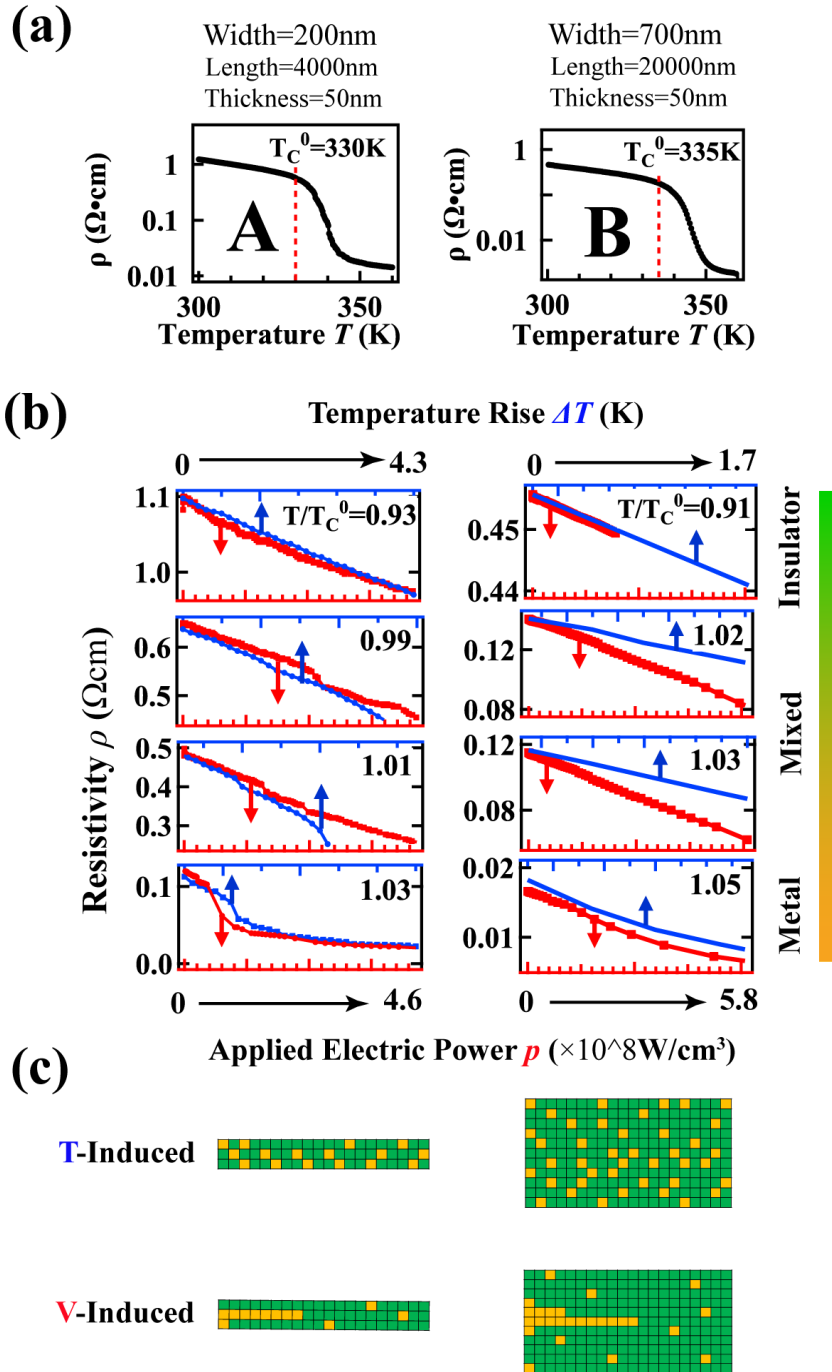 (a)
Width=200nm
Length=4000nm
Thickness=50nm
Width=700nm
Length=20000nm
Thickness=50nm
ρ (Ω•cm)
1
0.1
0.01
T_C^0=330K
A
300
350
Temperature T (K)
ρ (Ω•cm)
1
0.01
T_C^0=335K
B
300
350
Temperature T (K)
(b)
Temperature Rise ΔT (K)
0
4.3
0
1.7
Resistivity ρ (Ωcm)
1.1
1.0
T/T_C^0=0.93
0.6
0.5
0.99
0.5
0.4
0.3
1.01
0.1
0.0
1.03
0.45
0.44
T/T_C^0=0.91
0.12
0.08
1.02
0.12
0.08
1.03
0.02
0.01
1.05
Insulator
Mixed
Metal
0
4.6
0
5.8
Applied Electric Power p (×10^8W/cm³)
(c)
T-Induced
V-Induced